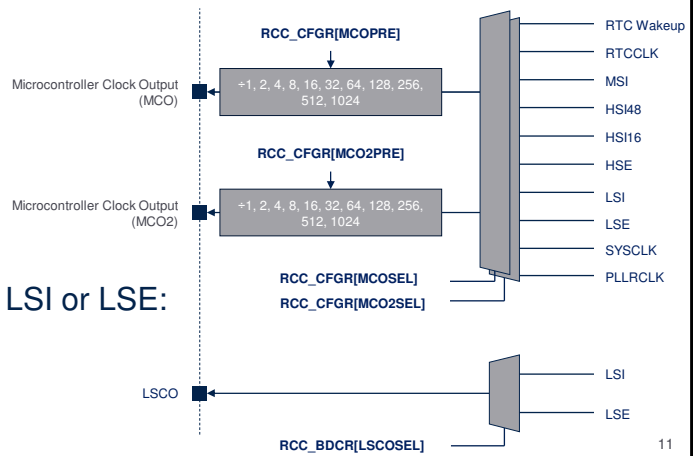 RCC_CFGR[MCOPRE]
Microcontroller Clock Output
(MCO)
÷1, 2, 4, 8, 16, 32, 64, 128, 256,
512, 1024
RCC_CFGR[MCO2PRE]
Microcontroller Clock Output
(MCO2)
÷1, 2, 4, 8, 16, 32, 64, 128, 256,
512, 1024
RTC Wakeup
RTCCLK
MSI
HSI48
HSI16
HSE
LSI
LSE
SYSCLK
PLLRCLK
RCC_CFGR[MCOSEL]
RCC_CFGR[MCO2SEL]
LSI or LSE:
LSCO
LSI
LSE
RCC_BDCR[LSCOSEL]
11